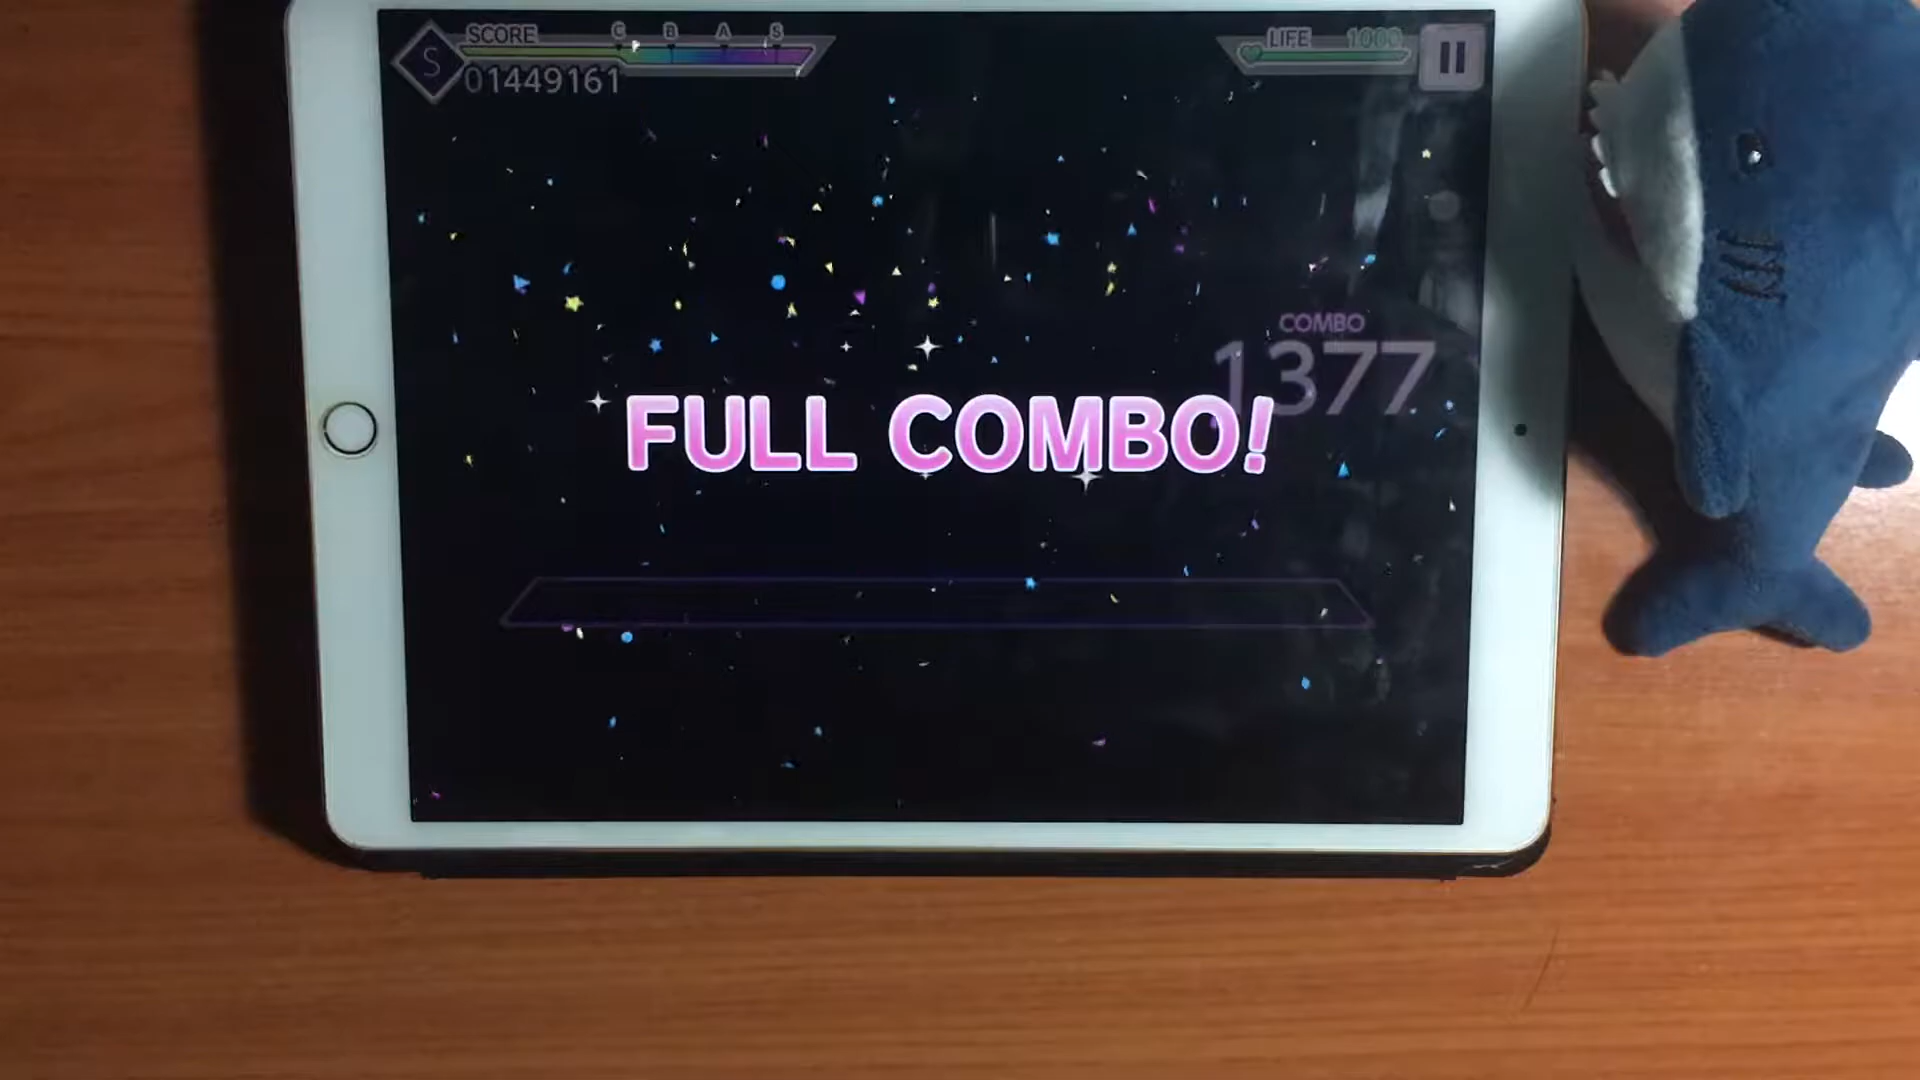 SCORE C B A S
S
01449161
LIFE 1000
COMBO
1377
FULL COMBO!